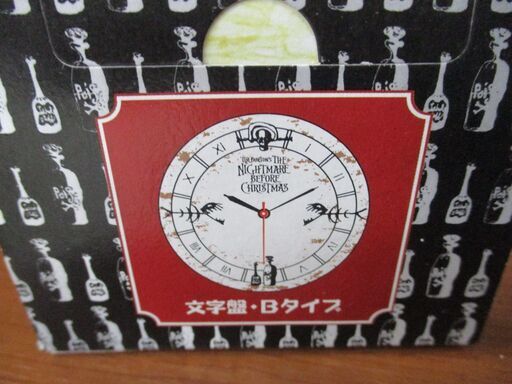 TIM BURTON'S THE
NIGHTMARE
BEFORE
CHRISTMAS
文字盤・Bタイプ